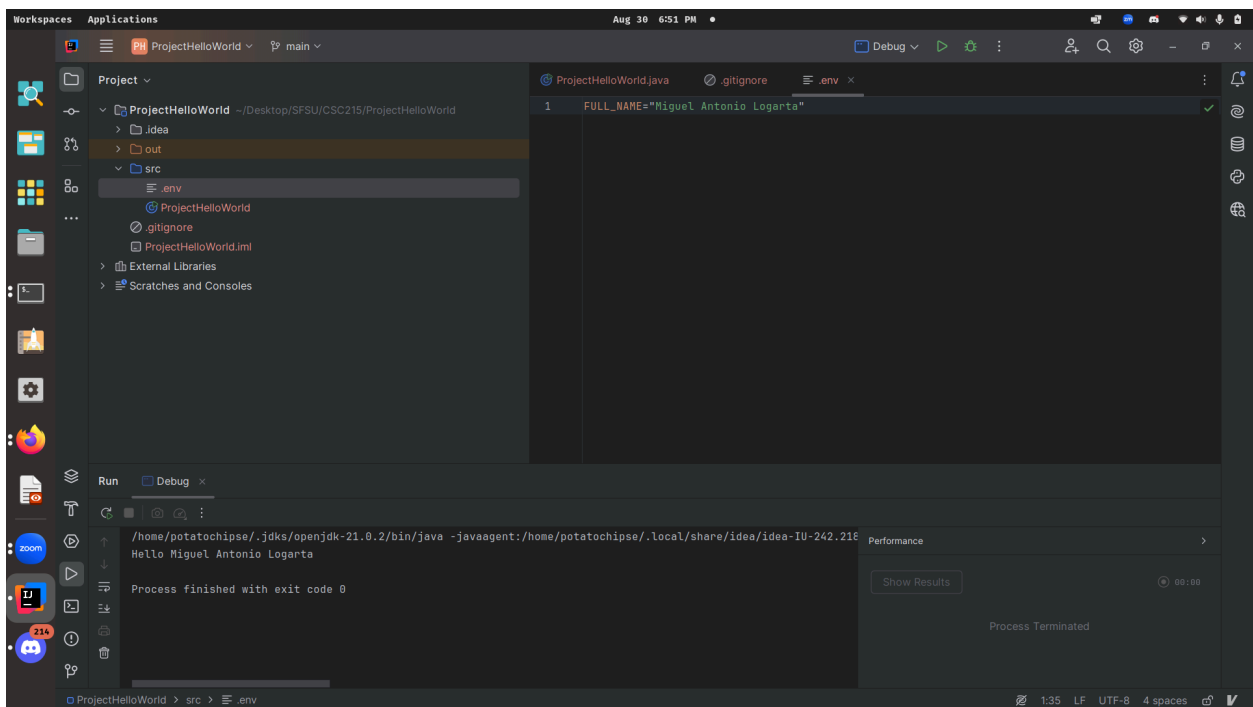 Workspaces Applications Aug 30 6:51 PM
PH ProjectHelloWorld main Debug
Project
ProjectHelloWorld.java .gitignore .env
ProjectHelloWorld ~/Desktop/SFSU/CSC215/ProjectHelloWorld
1 FULL_NAME="Miguel Antonio Logarta"
.idea
out
src
.env
ProjectHelloWorld
.gitignore
ProjectHelloWorld.iml
External Libraries
Scratches and Consoles
Run Debug
/home/potatochipse/.jdks/openjdk-21.0.2/bin/java -javaagent:/home/potatochipse/.local/share/idea/idea-IU-242.218
Hello Miguel Antonio Logarta
Process finished with exit code 0
Performance
Show Results 00:00
Process Terminated
zoom
IJ
214
ProjectHelloWorld > src > .env 1:35 LF UTF-8 4 spaces